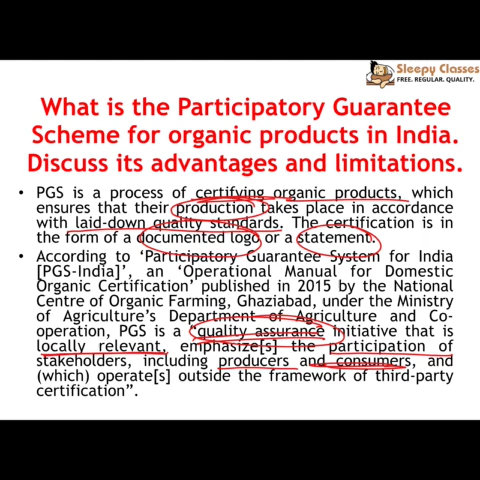 Sleepy Classes
FREE. REGULAR. QUALITY.
What is the Participatory Guarantee
Scheme for organic products in India.
Discuss its advantages and limitations.
• PGS is a process of certifying organic products, which
ensures that their production takes place in accordance
with laid-down quality standards. The certification is in
the form of a documented logo or a statement.
• According to ‘Participatory Guarantee System for India
[PGS-India]’, an ‘Operational Manual for Domestic
Organic Certification’ published in 2015 by the National
Centre of Organic Farming, Ghaziabad, under the Ministry
of Agriculture’s Department of Agriculture and Co-
operation, PGS is a “quality assurance initiative that is
locally relevant, emphasize[s] the participation of
stakeholders, including producers and consumers, and
(which) operate[s] outside the framework of third-party
certification”.